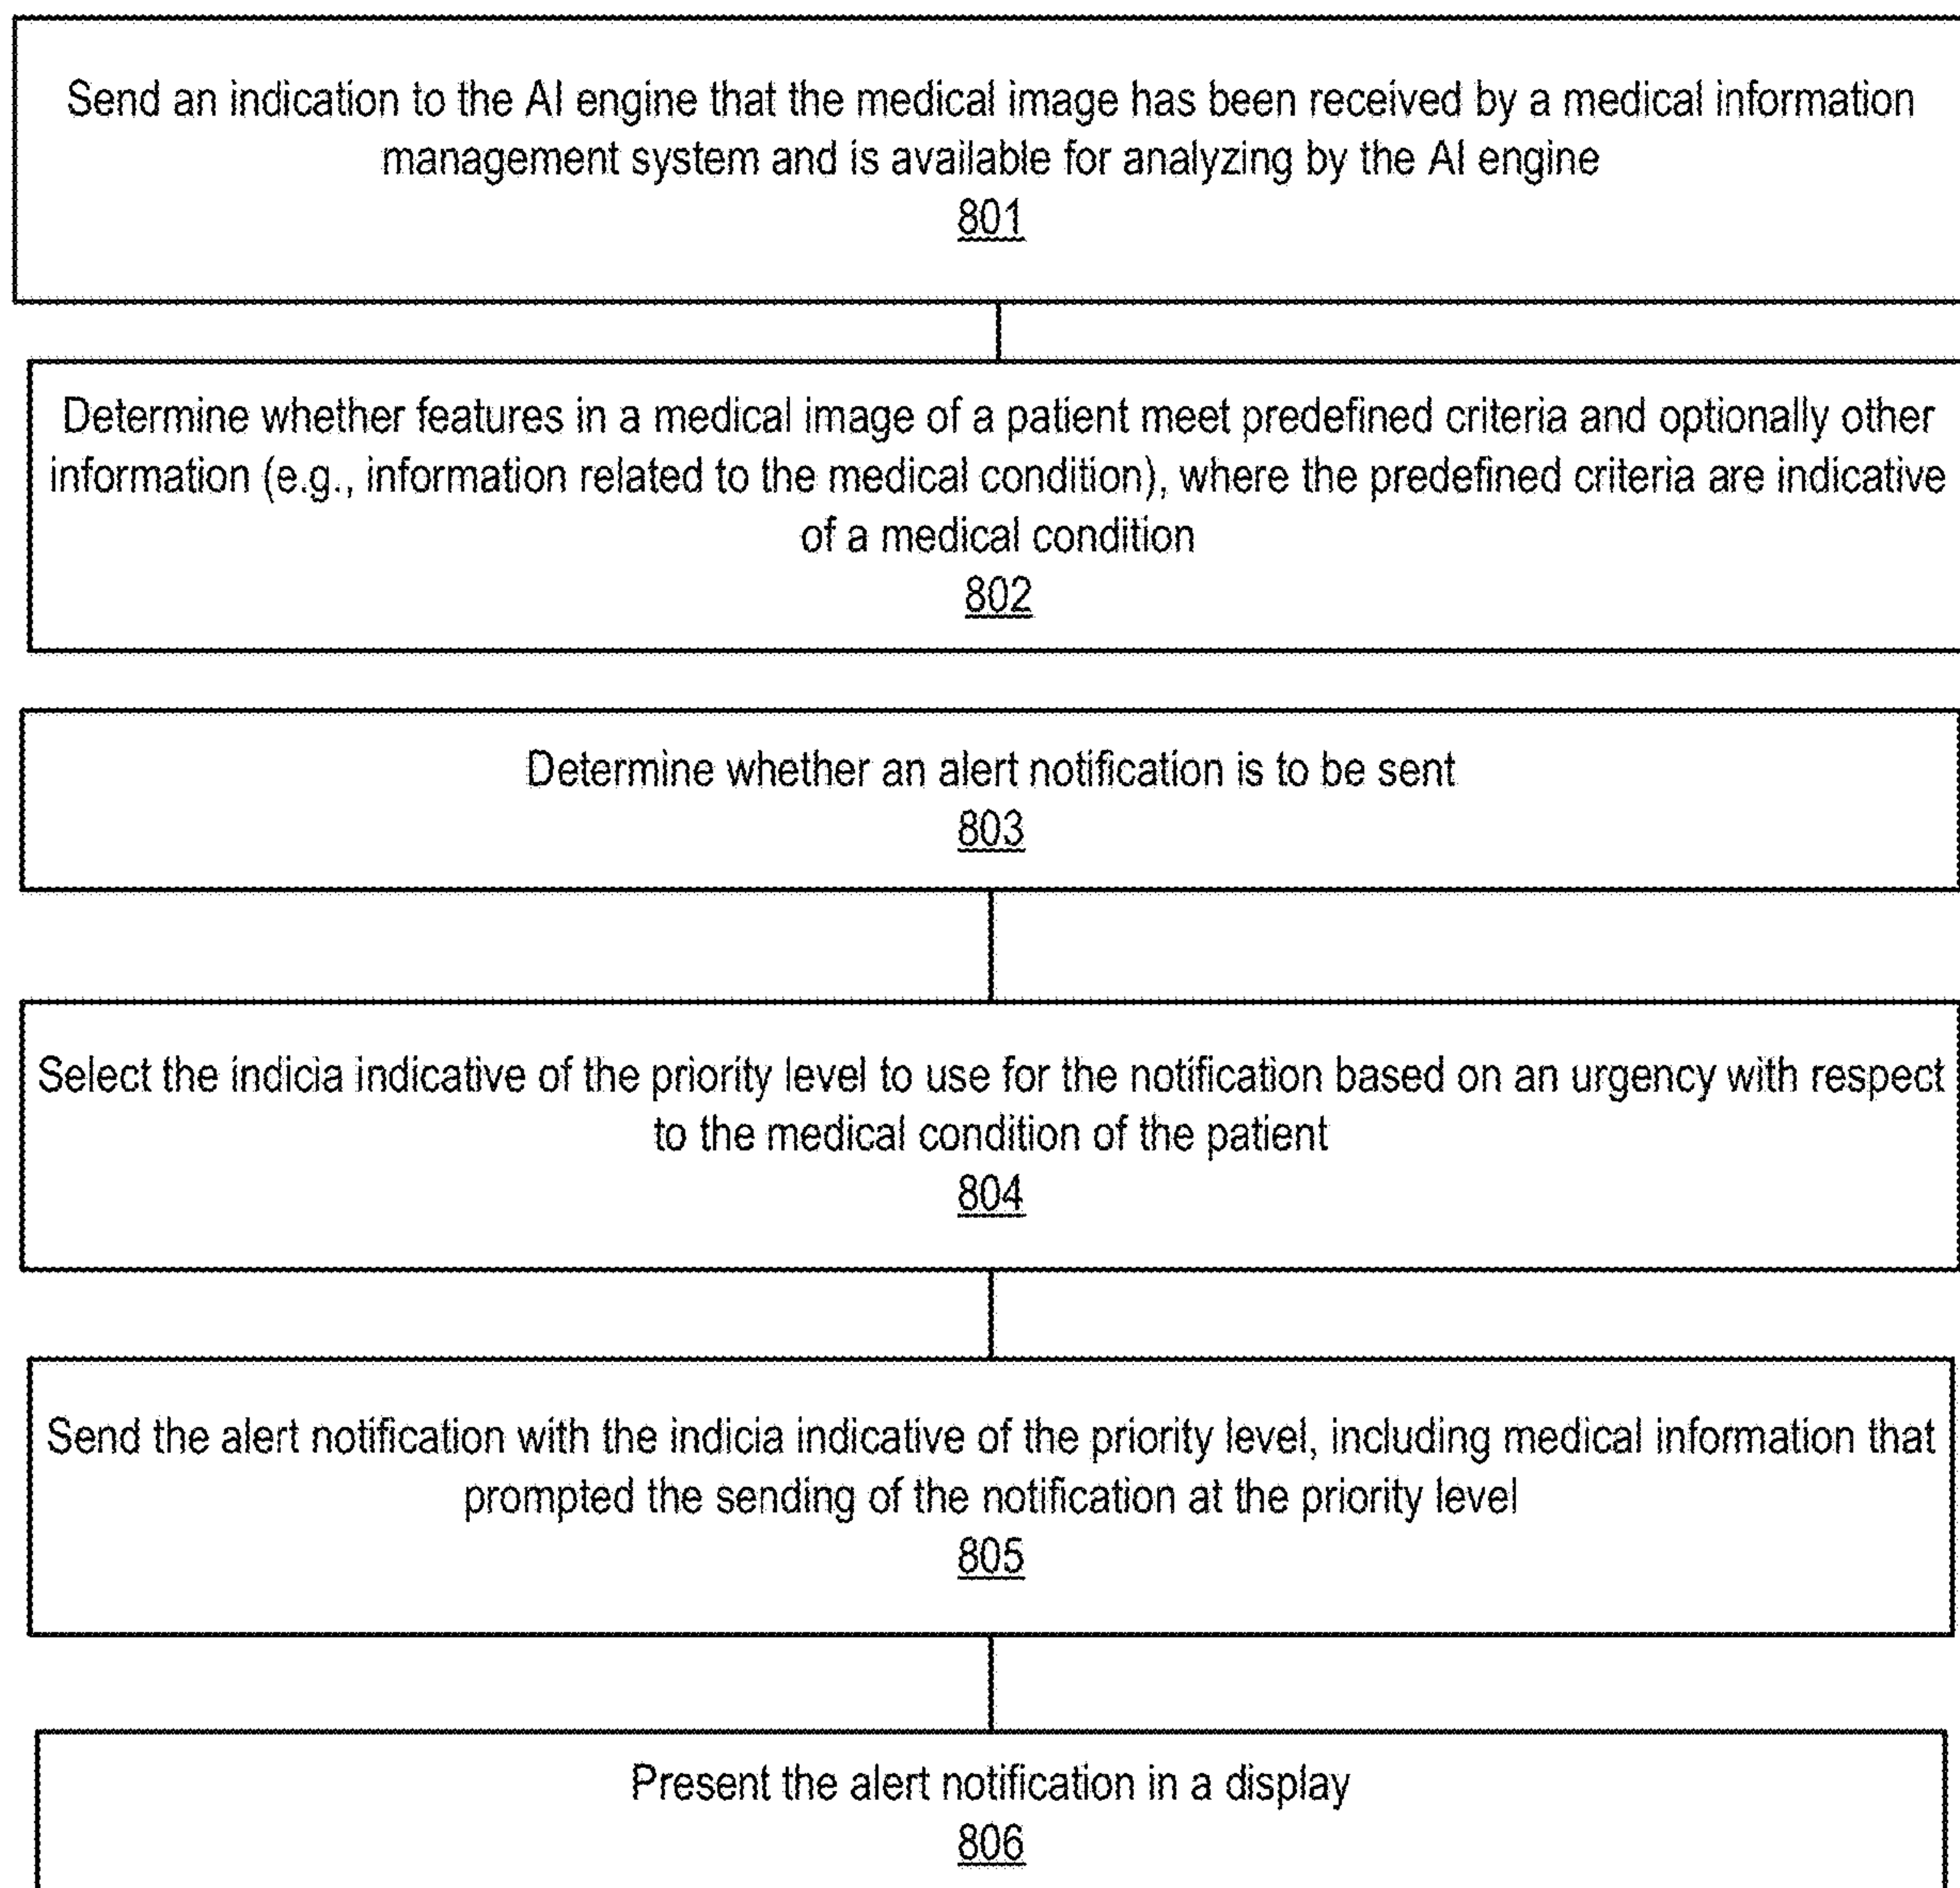 Send an indication to the AI engine that the medical image has been received by a medical information
management system and is available for analyzing by the AI engine
801
Determine whether features in a medical image of a patient meet predefined criteria and optionally other
information (e.g., information related to the medical condition), where the predefined criteria are indicative
of a medical condition
802
Determine whether an alert notification is to be sent
803
Select the indicia indicative of the priority level to use for the notification based on an urgency with respect
to the medical condition of the patient
804
Send the alert notification with the indicia indicative of the priority level, including medical information that
prompted the sending of the notification at the priority level
805
Present the alert notification in a display
806